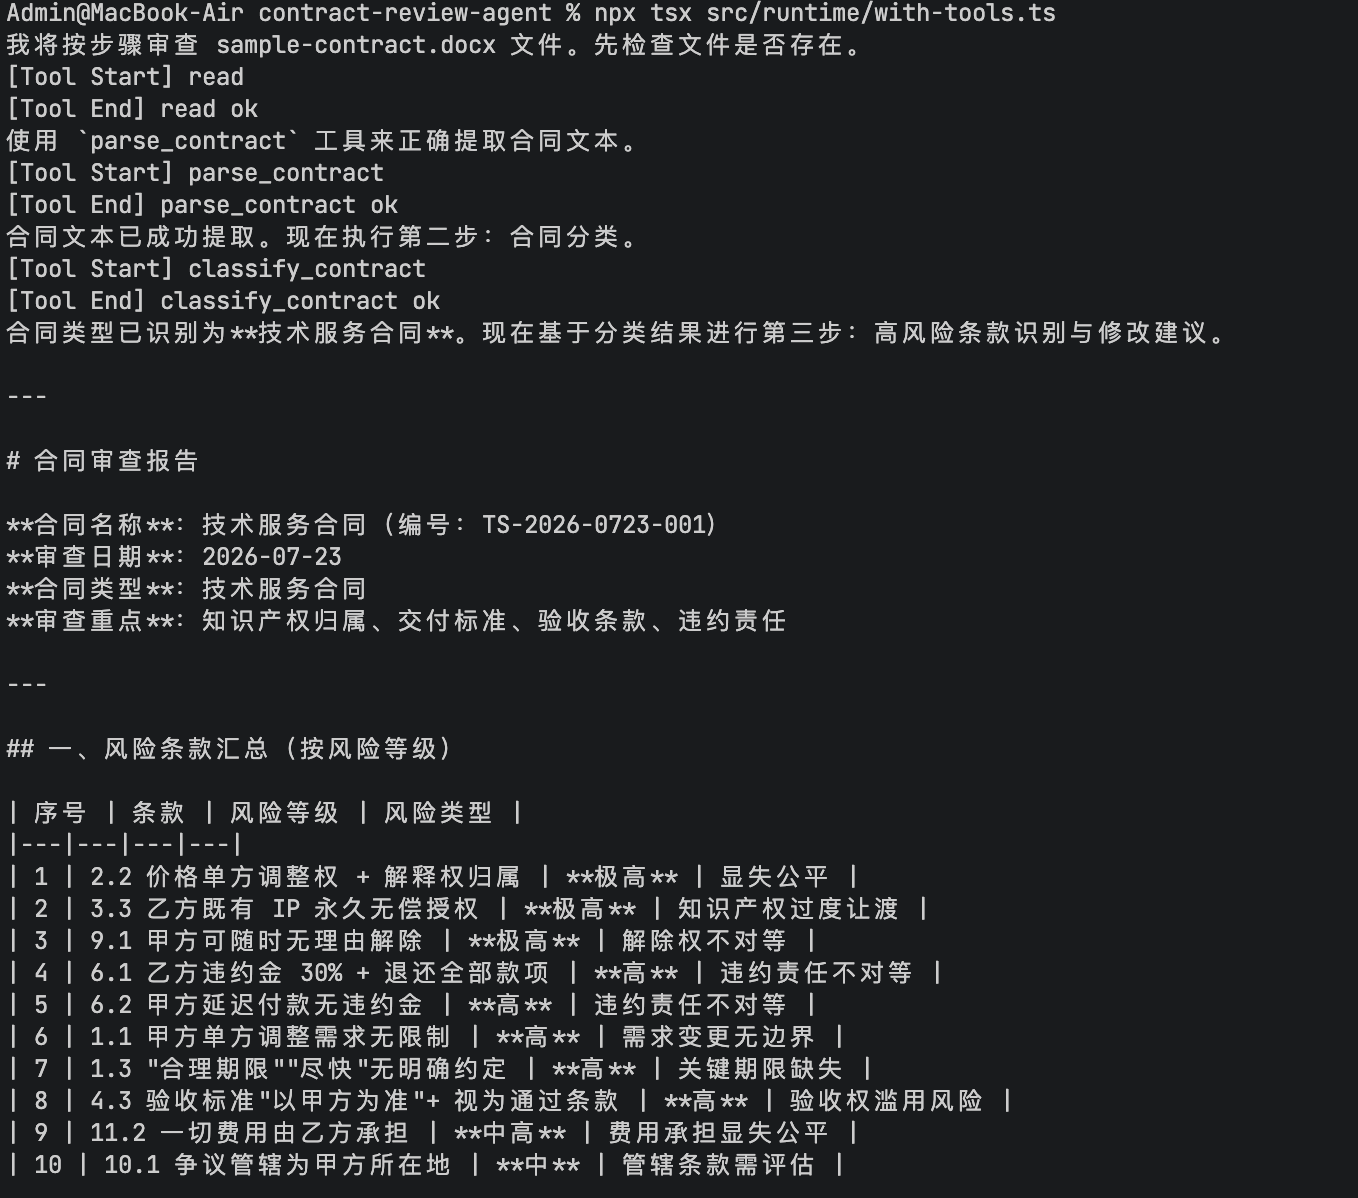 Admin@MacBook-Air contract-review-agent % npx tsx src/runtime/with-tools.ts
我将按步骤审查 sample-contract.docx 文件。先检查文件是否存在。
[Tool Start] read
[Tool End] read ok
使用 `parse_contract` 工具来正确提取合同文本。
[Tool Start] parse_contract
[Tool End] parse_contract ok
合同文本已成功提取。现在执行第二步：合同分类。
[Tool Start] classify_contract
[Tool End] classify_contract ok
合同类型已识别为**技术服务合同**。现在基于分类结果进行第三步：高风险条款识别与修改建议。
---
# 合同审查报告
**合同名称**：技术服务合同（编号：TS-2026-0723-001）
**审查日期**：2026-07-23
**合同类型**：技术服务合同
**审查重点**：知识产权归属、交付标准、验收条款、违约责任
---
## 一、风险条款汇总（按风险等级）
| 序号 | 条款 | 风险等级 | 风险类型 |
|---|---|---|---|
| 1 | 2.2 价格单方调整权 + 解释权归属 | **极高** | 显失公平 |
| 2 | 3.3 乙方既有 IP 永久无偿授权 | **极高** | 知识产权过度让渡 |
| 3 | 9.1 甲方可随时无理由解除 | **极高** | 解除权不对等 |
| 4 | 6.1 乙方违约金 30% + 退还全部款项 | **高** | 违约责任不对等 |
| 5 | 6.2 甲方延迟付款无违约金 | **高** | 违约责任不对等 |
| 6 | 1.1 甲方单方调整需求无限制 | **高** | 需求变更无边界 |
| 7 | 1.3 "合理期限""尽快"无明确约定 | **高** | 关键期限缺失 |
| 8 | 4.3 验收标准"以甲方为准"+ 视为通过条款 | **高** | 验收权滥用风险 |
| 9 | 11.2 一切费用由乙方承担 | **中高** | 费用承担显失公平 |
| 10 | 10.1 争议管辖为甲方所在地 | **中** | 管辖条款需评估 |